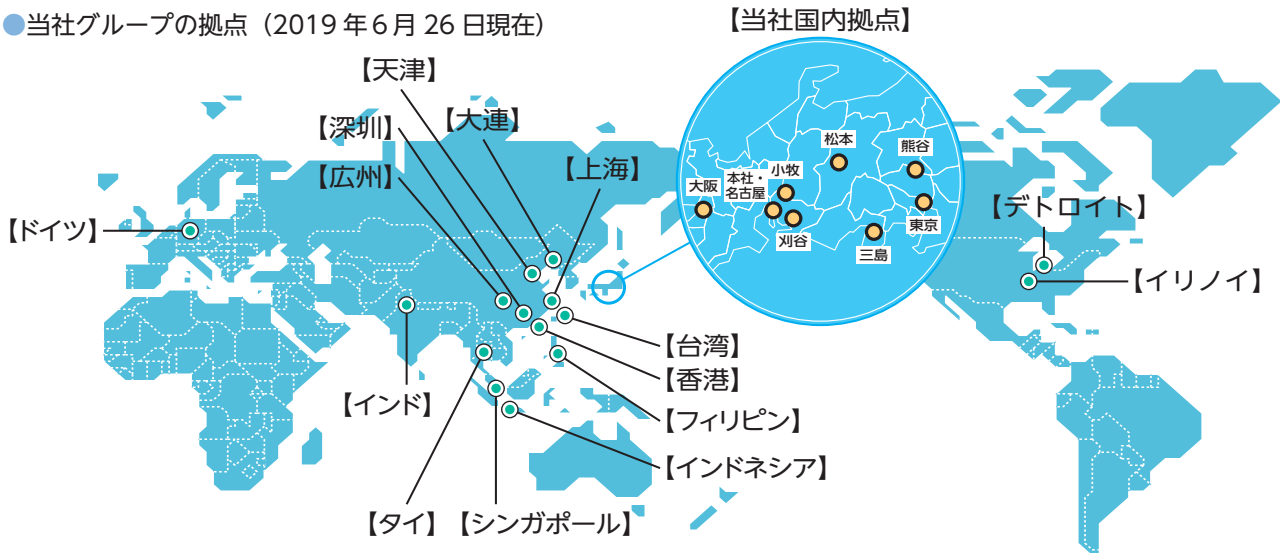 ●当社グループの拠点（2019年6月26日現在）
【当社国内拠点】
【天津】
【深圳】
【大連】
【広州】
【上海】
【ドイツ】
松本
熊谷
小牧
大阪
本社・
名古屋
刈谷
東京
三島
【デトロイト】
【イリノイ】
【台湾】
【香港】
【インド】
【フィリピン】
【インドネシア】
【タイ】
【シンガポール】